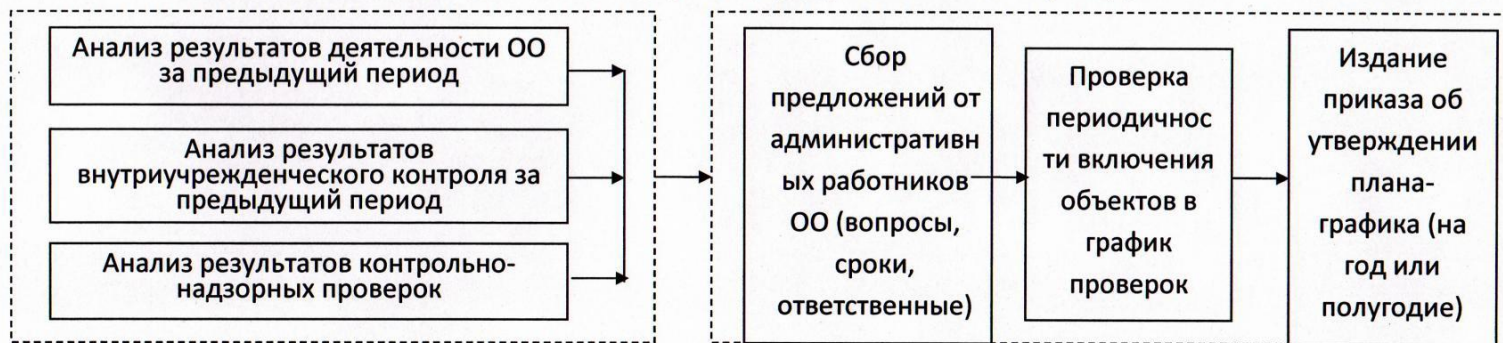 Анализ результатов деятельности ОО
за предыдущий период
Анализ результатов
внутриучрежденческого контроля за
предыдущий период
Анализ результатов контрольно-
надзорных проверок
Сбор
предложений от
административн
ых работников
ОО (вопросы,
сроки,
ответственные)
Проверка
периодичнос
ти включения
объектов в
график
проверок
Издание
приказа об
утверждении
плана-
графика (на
год или
полугодие)